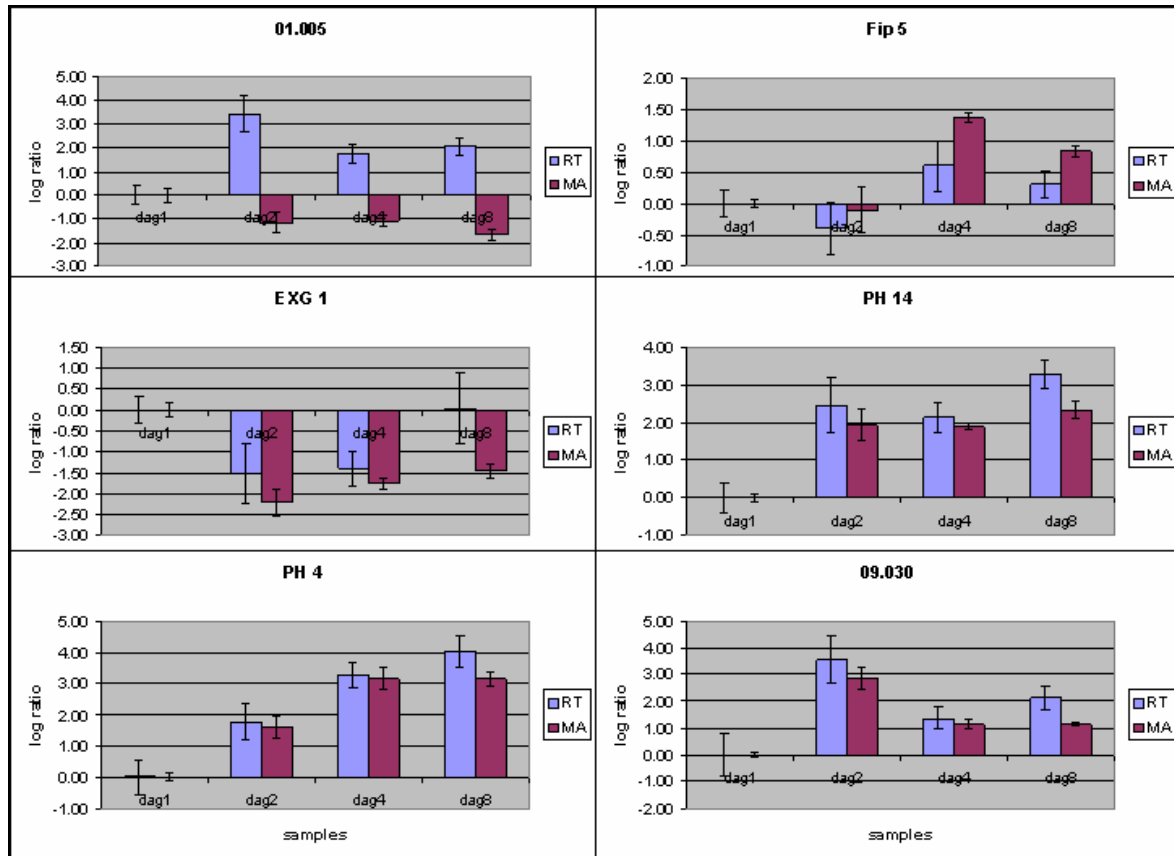 01.005
log ratio
5.00
4.00
3.00
2.00
1.00
0.00
-1.00
-2.00
-3.00
dag1 dag2 dag4 dag8
RT
MA
Fip 5
log ratio
2.00
1.50
1.00
0.50
0.00
-0.50
-1.00
dag1 dag2 dag4 dag8
RT
MA
EXG 1
log ratio
1.50
1.00
0.50
0.00
-0.50
-1.00
-1.50
-2.00
-2.50
-3.00
dag1 dag2 dag4 dag8
RT
MA
PH 14
log ratio
4.00
3.00
2.00
1.00
0.00
-1.00
dag1 dag2 dag4 dag8
RT
MA
PH 4
log ratio
5.00
4.00
3.00
2.00
1.00
0.00
-1.00
dag1 dag2 dag4 dag8
samples
RT
MA
09.030
log ratio
5.00
4.00
3.00
2.00
1.00
0.00
-1.00
-2.00
dag1 dag2 dag4 dag8
samples
RT
MA